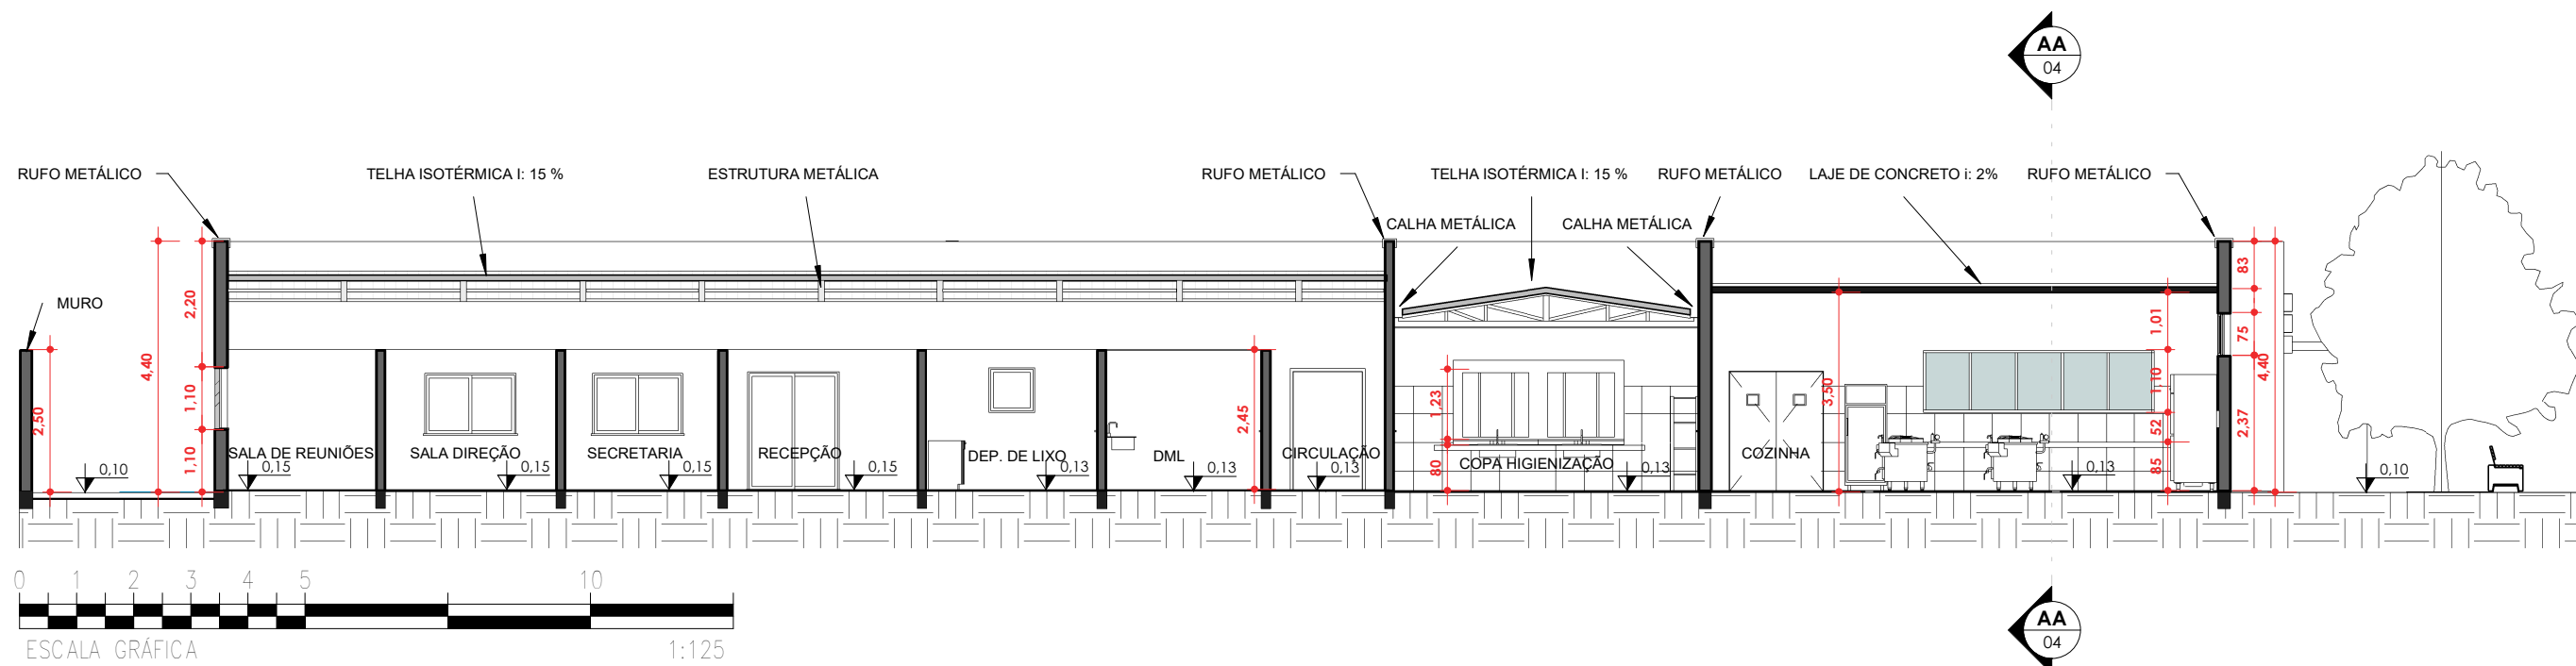 AA
04
RUFO METÁLICO
TELHA ISOTÉRMICA I: 15 %
ESTRUTURA METÁLICA
RUFO METÁLICO
TELHA ISOTÉRMICA I: 15 %
RUFO METÁLICO
LAJE DE CONCRETO i: 2%
RUFO METÁLICO
CALHA METÁLICA
CALHA METÁLICA
MURO
2,50
4,40
2,20
1,10
1,10
2,45
1,23
80
3,50
1,01
1,10
52
85
83
75
2,37
4,40
SALA DE REUNIÕES
SALA DIREÇÃO
SECRETARIA
RECEPÇÃO
DEP. DE LIXO
DML
CIRCULAÇÃO
COPA HIGIENIZAÇÃO
COZINHA
0,10
0,15
0,15
0,15
0,15
0,13
0,13
0,13
0,13
0,13
0,10
0 1 2 3 4 5 10
ESCALA GRÁFICA 1:125
AA
04